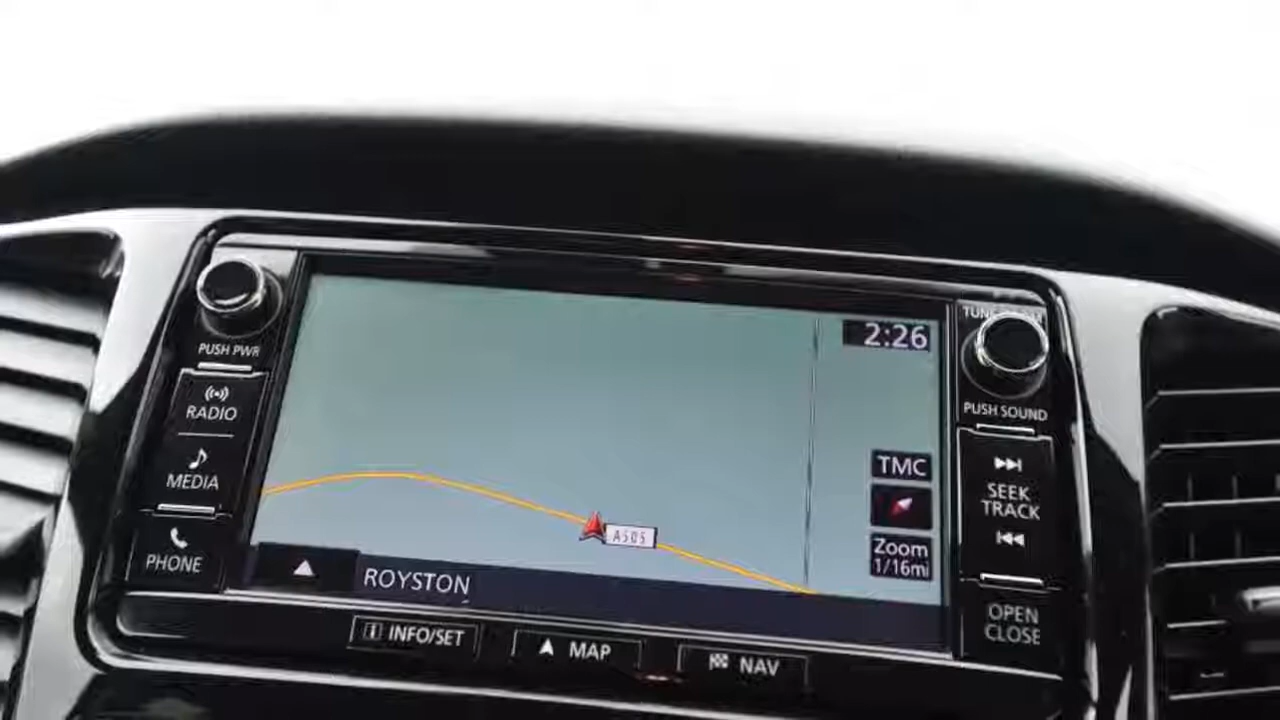 PUSH PWR
RADIO
MEDIA
PHONE
2:26
TMC
Zoom
1/16mi
A505
ROYSTON
INFO/SET
MAP
NAV
PUSH SOUND
SEEK
TRACK
OPEN
CLOSE